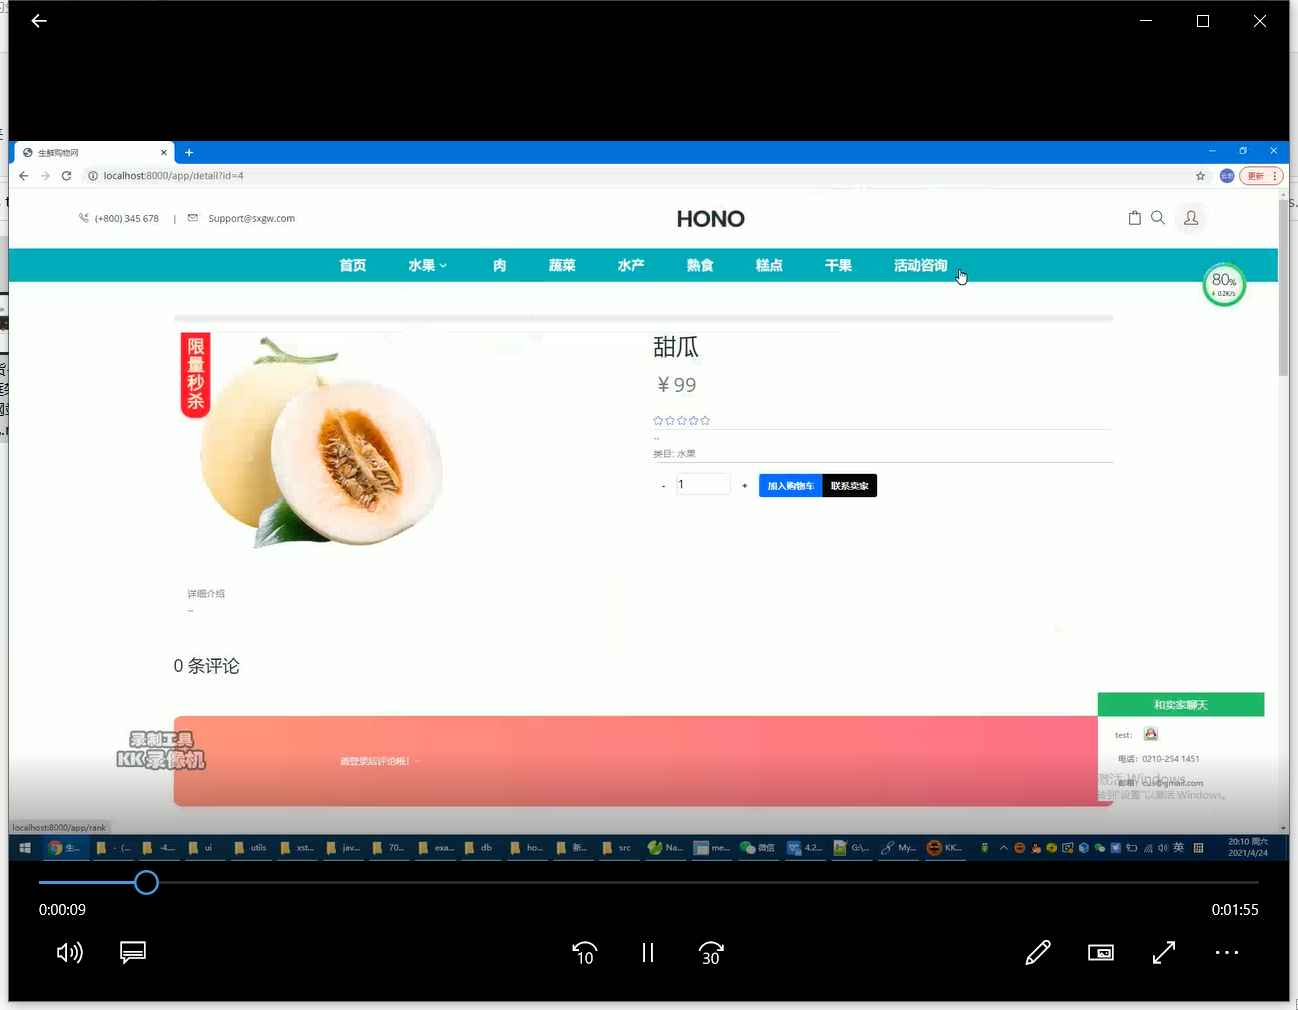 生鲜购物网
localhost:8000/app/detail?id=4
更新
(+800) 345 678 | Support@sxgw.com
HONO
首页 水果 肉 蔬菜 水产 熟食 糕点 干果 活动咨询
80%
0.2K/s
限量秒杀
甜瓜
¥99
--
类目: 水果
- 1 + 加入购物车 联系卖家
详细介绍
--
0 条评论
和卖家聊天
test:
电话: 0210-254 1451
邮箱: cus@gmail.com
激活 Windows
转到"设置"以激活 Windows。
录制工具
KK录像机
请登录后评论哦! ~
localhost:8000/app/rank
生... - (... -4... ui utils xst... jav... 70... exa... db ho... 新... src Na... me... 微信 4.2... G:\... My... KK... 英
20:10 周六
2021/4/24
0:00:09 0:01:55
10 30